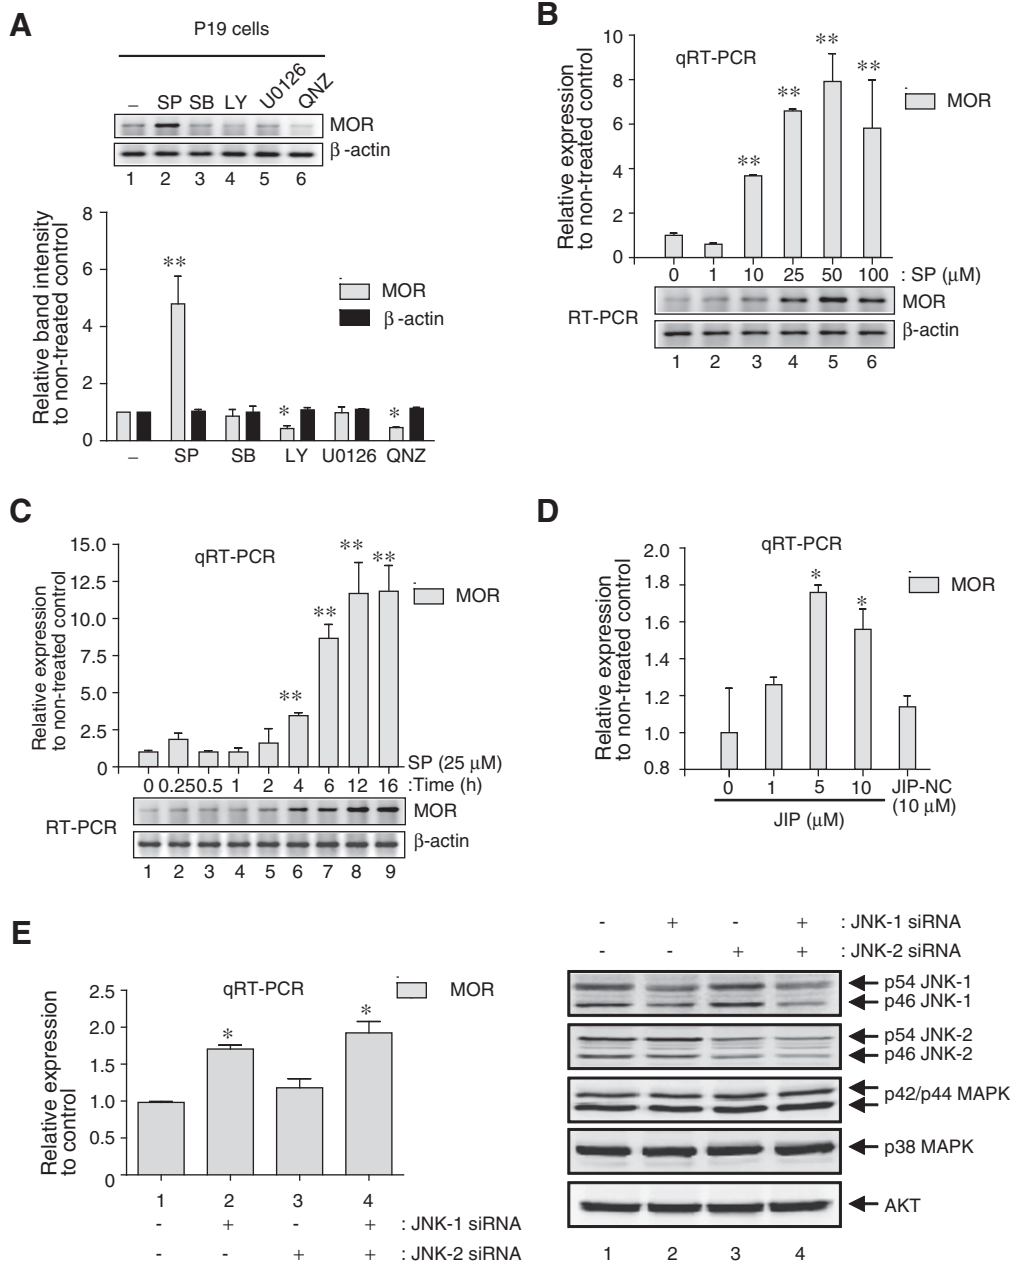 A
P19 cells
– SP SB LY U0126 QNZ
MOR
β -actin
1 2 3 4 5 6
Relative band intensity
to non-treated control
8
6
4
2
0
**
*
*
MOR
β -actin
– SP SB LY U0126 QNZ
B
qRT-PCR
Relative expression
to non-treated control
10
8
6
4
2
0
**
**
**
**
MOR
0 1 10 25 50 100 : SP (μM)
RT-PCR
MOR
β-actin
1 2 3 4 5 6
C
qRT-PCR
Relative expression
to non-treated control
15.0
12.5
10.0
7.5
5.0
2.5
0
**
**
**
**
MOR
SP (25 μM)
0 0.25 0.5 1 2 4 6 12 16 :Time (h)
RT-PCR
MOR
β-actin
1 2 3 4 5 6 7 8 9
D
qRT-PCR
Relative expression
to non-treated control
2.0
1.8
1.6
1.4
1.2
1.0
0.8
*
*
MOR
0 1 5 10 JIP-NC
(10 μM)
JIP (μM)
E
qRT-PCR
Relative expression
to control
2.5
2.0
1.5
1.0
0.5
0
*
*
MOR
1 2 3 4
- + - + : JNK-1 siRNA
- - + + : JNK-2 siRNA
- + - + : JNK-1 siRNA
- - + + : JNK-2 siRNA
p54 JNK-1
p46 JNK-1
p54 JNK-2
p46 JNK-2
p42/p44 MAPK
p38 MAPK
AKT
1 2 3 4